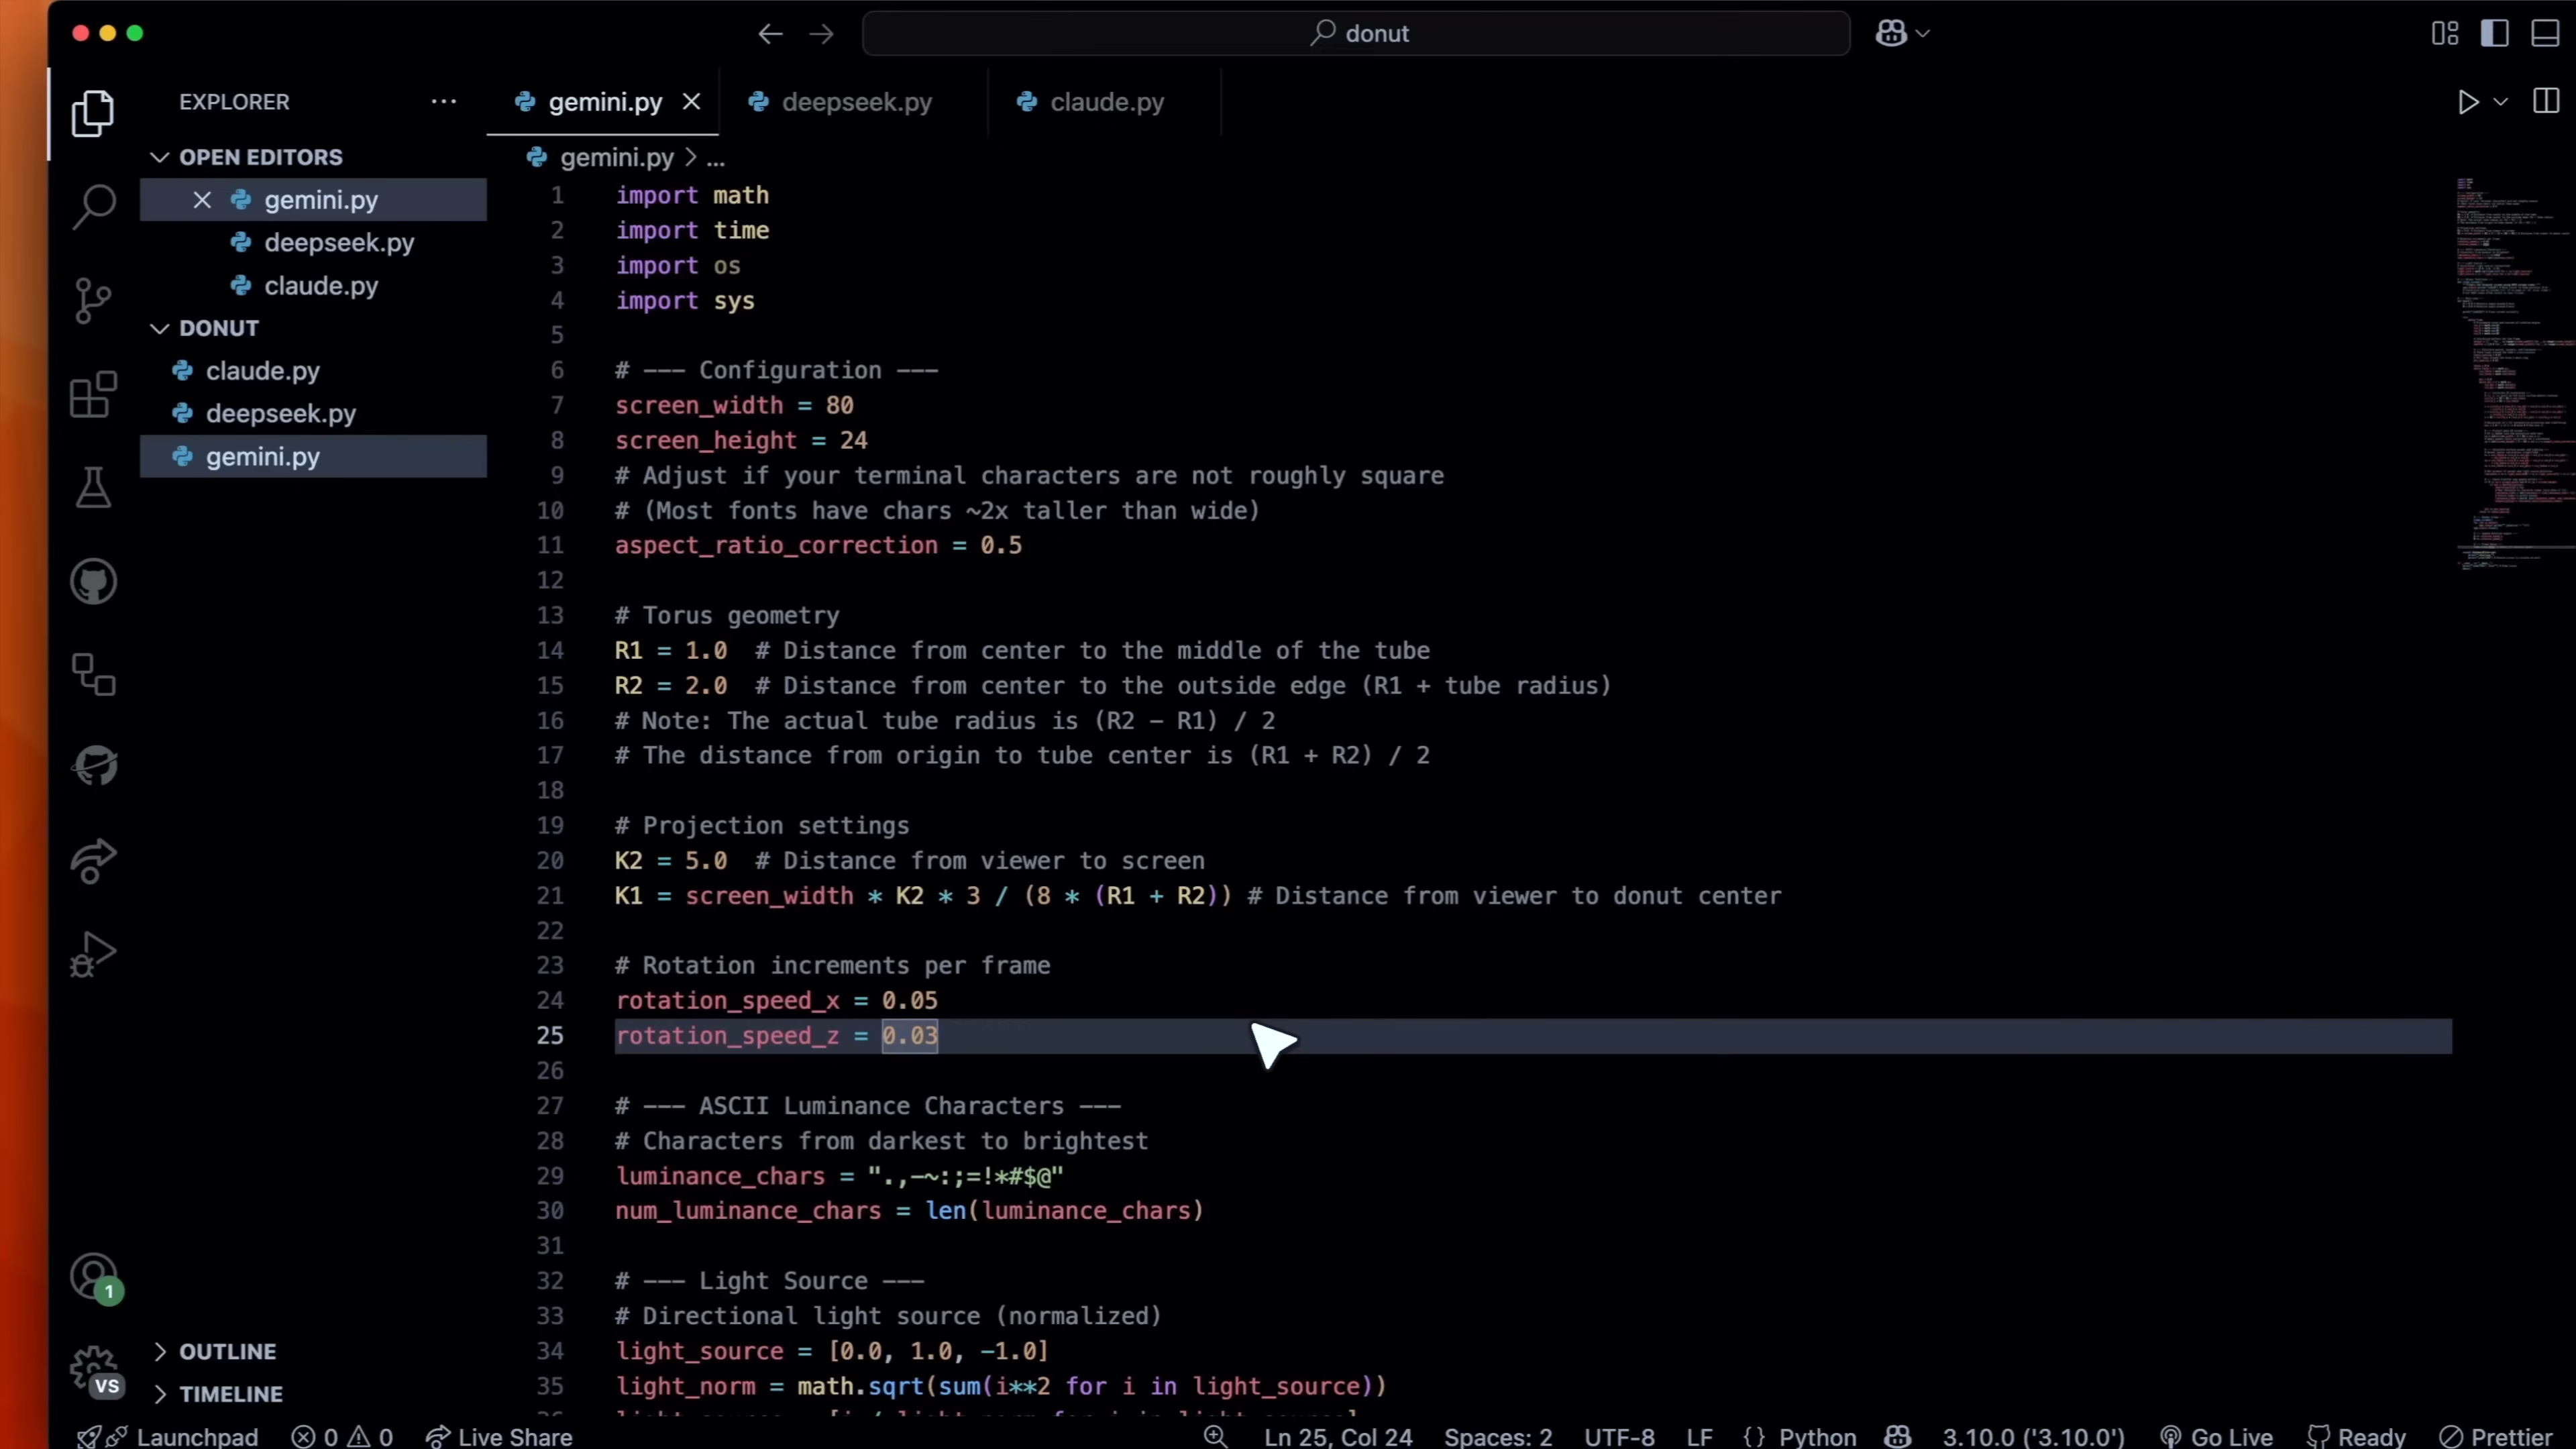 donut
EXPLORER
gemini.py
deepseek.py
claude.py
OPEN EDITORS
gemini.py
deepseek.py
claude.py
DONUT
claude.py
deepseek.py
gemini.py
OUTLINE
TIMELINE
1
VS
gemini.py > ...
1 import math
2 import time
3 import os
4 import sys
5
6 # --- Configuration ---
7 screen_width = 80
8 screen_height = 24
9 # Adjust if your terminal characters are not roughly square
10 # (Most fonts have chars ~2x taller than wide)
11 aspect_ratio_correction = 0.5
12
13 # Torus geometry
14 R1 = 1.0  # Distance from center to the middle of the tube
15 R2 = 2.0  # Distance from center to the outside edge (R1 + tube radius)
16 # Note: The actual tube radius is (R2 - R1) / 2
17 # The distance from origin to tube center is (R1 + R2) / 2
18
19 # Projection settings
20 K2 = 5.0  # Distance from viewer to screen
21 K1 = screen_width * K2 * 3 / (8 * (R1 + R2)) # Distance from viewer to donut center
22
23 # Rotation increments per frame
24 rotation_speed_x = 0.05
25 rotation_speed_z = 0.03
26
27 # --- ASCII Luminance Characters ---
28 # Characters from darkest to brightest
29 luminance_chars = ".,-~:;=!*#$@"
30 num_luminance_chars = len(luminance_chars)
31
32 # --- Light Source ---
33 # Directional light source (normalized)
34 light_source = [0.0, 1.0, -1.0]
35 light_norm = math.sqrt(sum(i**2 for i in light_source))
Launchpad 0 0 Live Share Ln 25, Col 24 Spaces: 2 UTF-8 LF {} Python 3.10.0 ('3.10.0') Go Live Ready Prettier